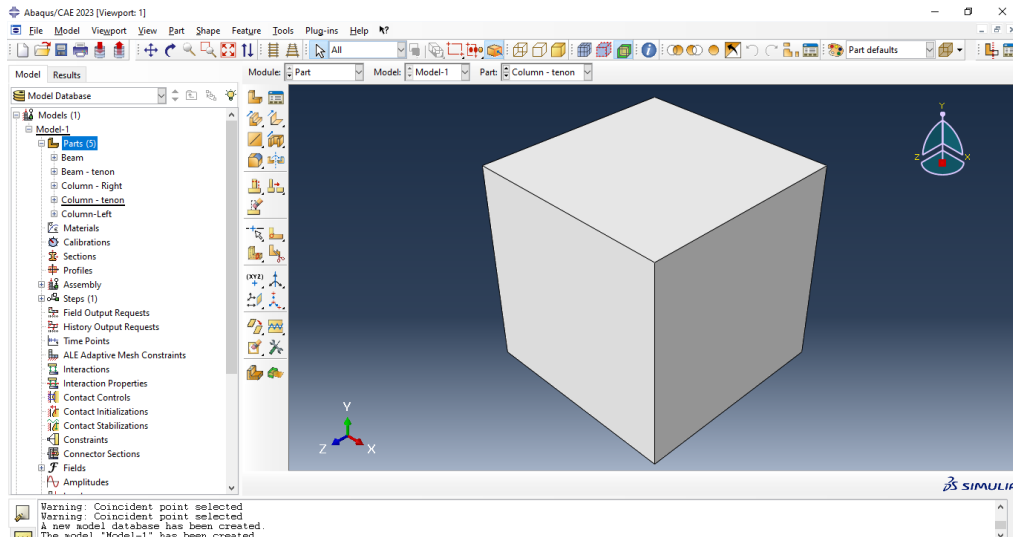 Abaqus/CAE 2023 [Viewport: 1]
File Model Viewport View Part Shape Feature Tools Plug-ins Help
All Part defaults
Model Results Module: Part Model: Model-1 Part: Column - tenon
Model Database
Models (1)
Model-1
Parts (5)
Beam
Beam - tenon
Column - Right
Column - tenon
Column-Left
Materials
Calibrations
Sections
Profiles
Assembly
Steps (1)
Field Output Requests
History Output Requests
Time Points
ALE Adaptive Mesh Constraints
Interactions
Interaction Properties
Contact Controls
Contact Initializations
Contact Stabilizations
Constraints
Connector Sections
Fields
Amplitudes
(XYZ)
Y
Z X
Y
Z X
SIMULIA
Warning: Coincident point selected
Warning: Coincident point selected
A new model database has been created.
The model "Model-1" has been created.